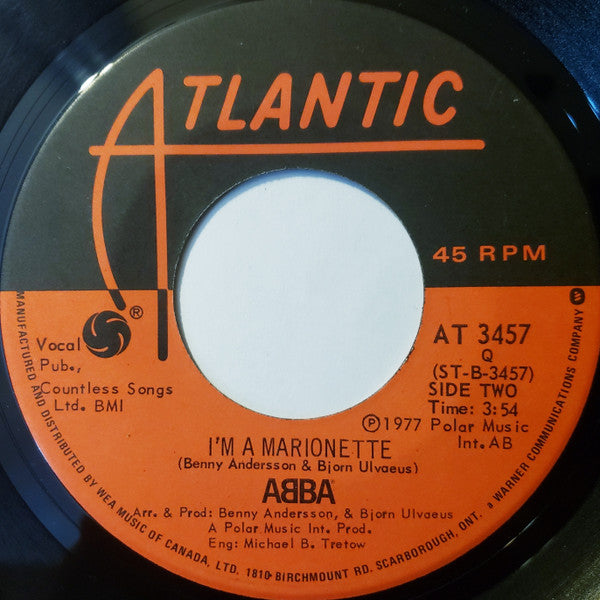 ATLANTIC
45 RPM
®
Vocal
Pub.,
Countless Songs
Ltd. BMI
AT 3457
Q
(ST-B-3457)
SIDE TWO
Time: 3:54
℗ 1977 Polar Music
Int. AB
I'M A MARIONETTE
(Benny Andersson & Bjorn Ulvaeus)
ABBA
Arr. & Prod: Benny Andersson, & Bjorn Ulvaeus
A Polar Music Int. Prod.
Eng: Michael B. Tretow
MANUFACTURED AND DISTRIBUTED BY WEA MUSIC OF CANADA, LTD. 1810 BIRCHMOUNT RD. SCARBOROUGH, ONT. a WARNER COMMUNICATIONS COMPANY